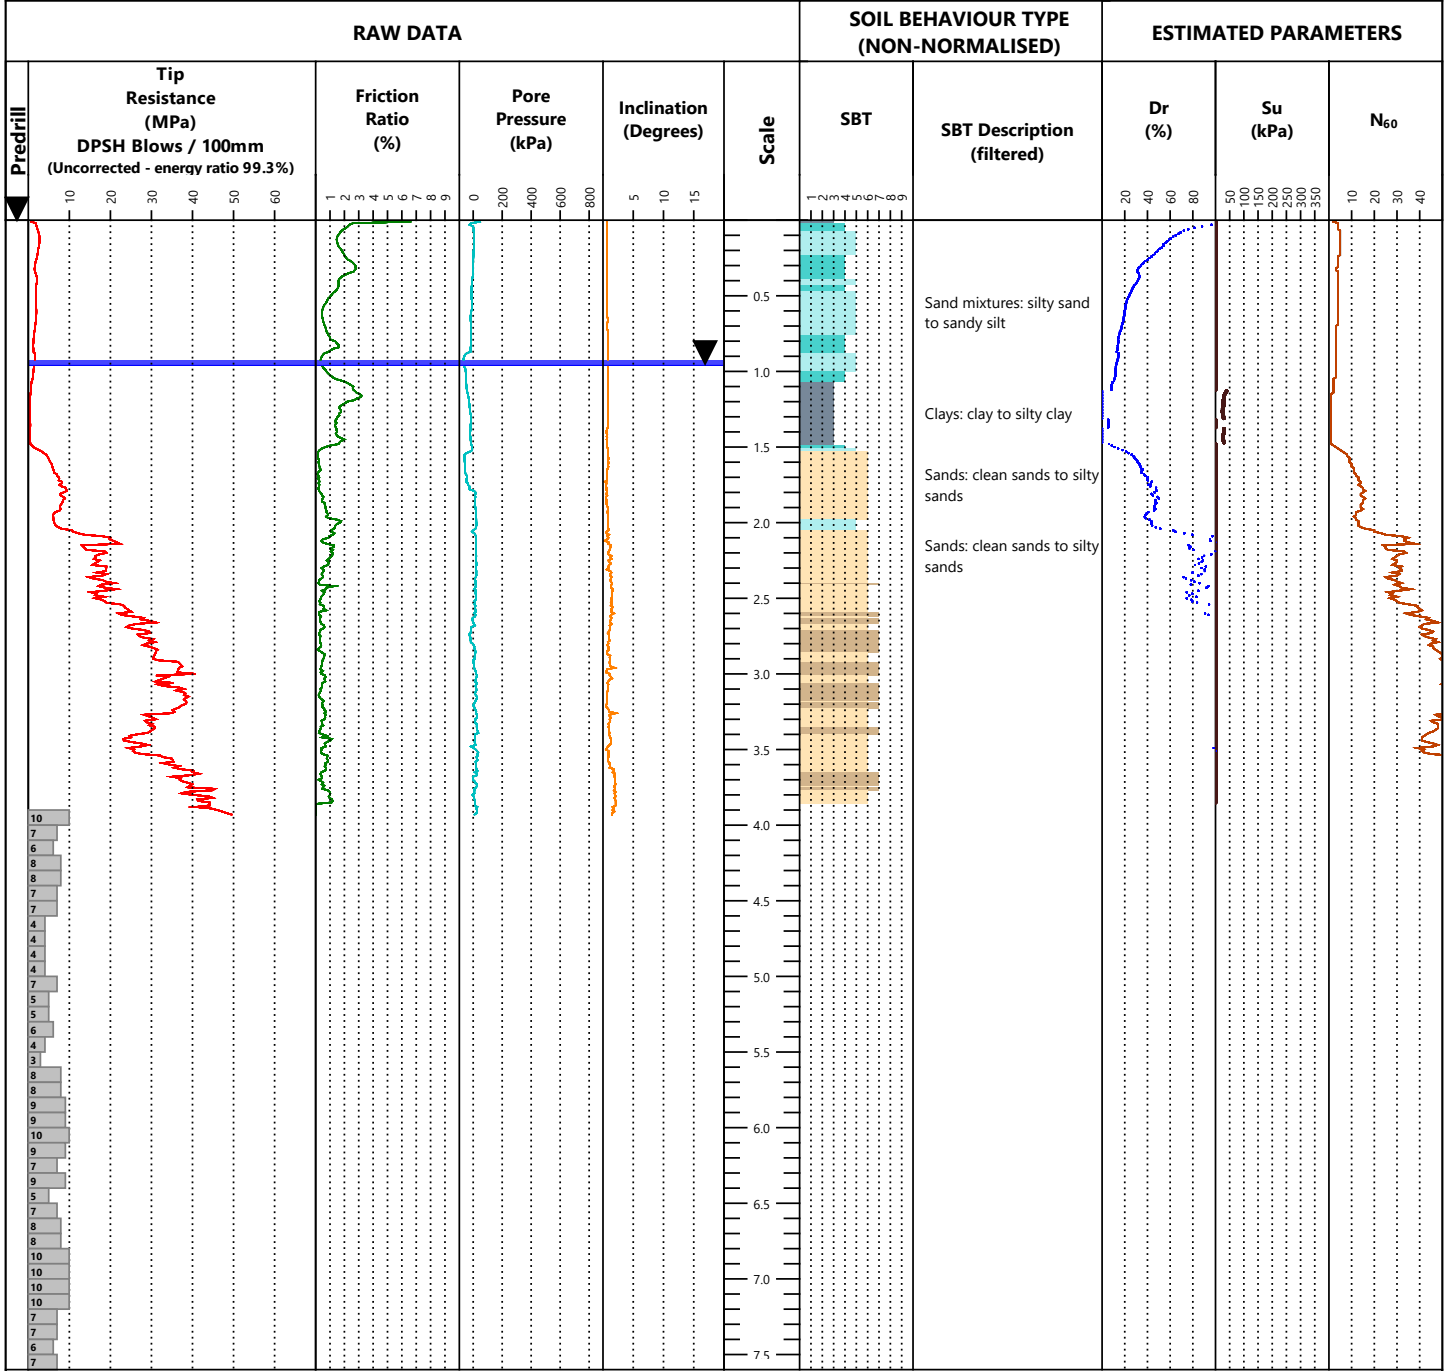 RAW DATA
SOIL BEHAVIOUR TYPE
(NON-NORMALISED)
ESTIMATED PARAMETERS
Predrill
Tip
Resistance
(MPa)
DPSH Blows / 100mm
(Uncorrected - energy ratio 99.3%)
Friction
Ratio
(%)
Pore
Pressure
(kPa)
Inclination
(Degrees)
Scale
SBT
SBT Description
(filtered)
Dr
(%)
Su
(kPa)
N60
10 20 30 40 50 60
1 2 3 4 5 6 7 8 9
0 200 400 600 800
5 10 15
1 2 3 4 5 6 7 8 9
20 40 60 80
50 100 150 200 250 300 350
10 20 30 40
0.5
Sand mixtures: silty sand
to sandy silt
1.0
Clays: clay to silty clay
1.5
Sands: clean sands to silty
sands
2.0
Sands: clean sands to silty
sands
2.5
3.0
3.5
4.0
4.5
5.0
5.5
6.0
6.5
7.0
7.5
10
7
6
8
8
7
7
4
4
4
4
7
5
5
6
4
3
8
8
9
9
10
9
7
9
5
7
8
8
10
10
10
10
7
7
6
7